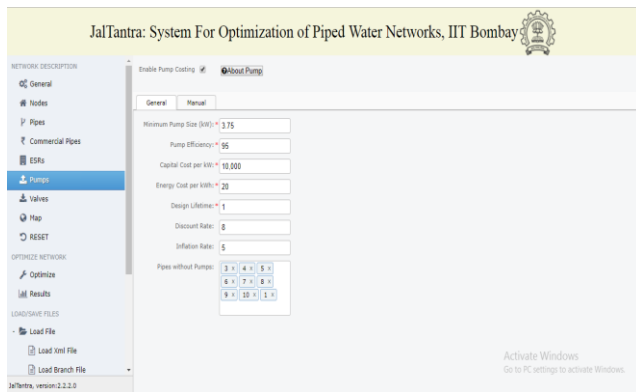 JalTantra: System For Optimization of Piped Water Networks, IIT Bombay
NETWORK DESCRIPTION
General
Nodes
Pipes
Commercial Pipes
ESRs
Pumps
Valves
Map
RESET
OPTIMIZE NETWORK
Optimize
Results
LOAD/SAVE FILES
Load File
Load Xml File
Load Branch File
JalTantra, version:2.2.2.0
Enable Pump Costing
About Pump
General Manual
Minimum Pump Size (kW):* 3.75
Pump Efficiency:* 95
Capital Cost per kW:* 10,000
Energy Cost per kWh:* 20
Design Lifetime:* 1
Discount Rate: 8
Inflation Rate: 5
Pipes without Pumps: 3 x 4 x 5 x
6 x 7 x 8 x
9 x 10 x 1 x
Activate Windows
Go to PC settings to activate Windows.